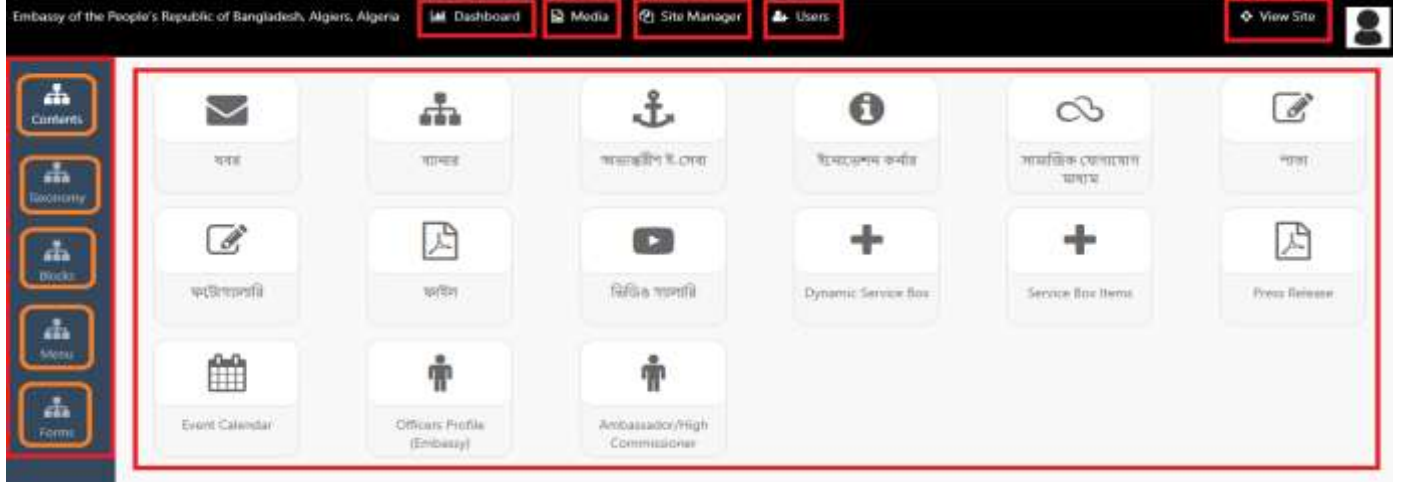 Embassy of the People's Republic of Bangladesh, Algiers, Algeria
Dashboard
Media
Site Manager
Users
View Site
Contents
Taxonomy
Blocks
Menu
Forms
খবর
ব্যানার
অভ্যন্তরীণ ই-সেবা
ইনোভেশন কর্নার
সামাজিক যোগাযোগ
মাধ্যম
পাতা
ফটোগ্যালারি
ফাইল
ভিডিও গ্যালারি
Dynamic Service Box
Service Box Items
Press Release
Event Calendar
Officers Profile
(Embassy)
Ambassador/High
Commissioner